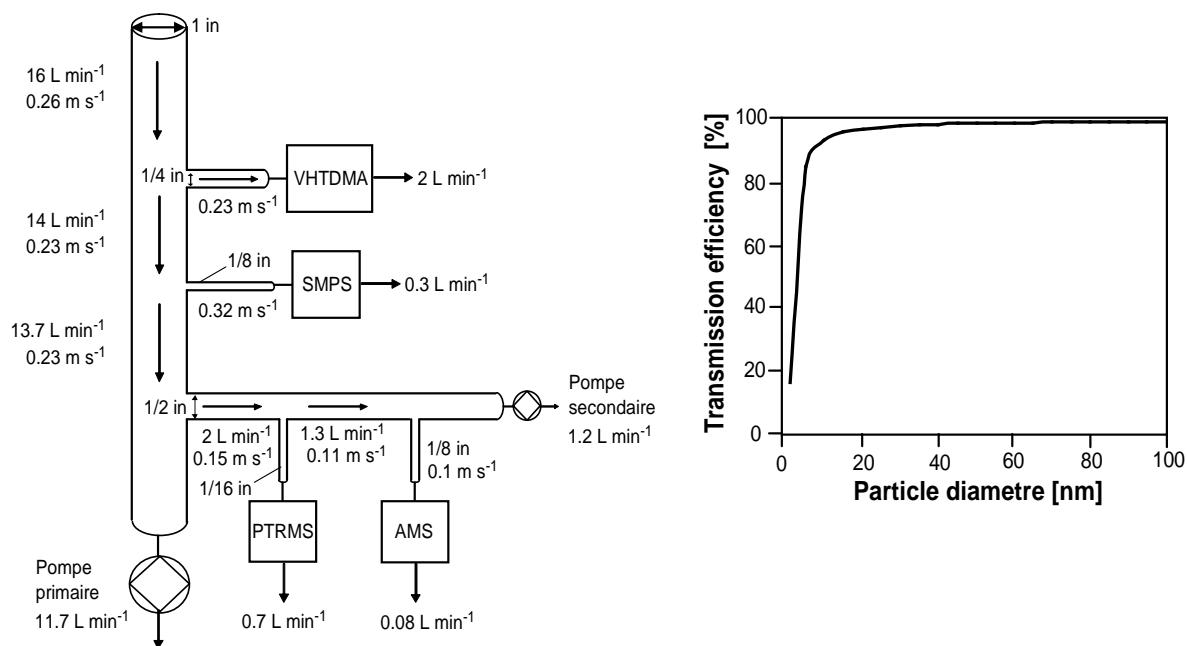 1 in
16 L min⁻¹
0.26 m s⁻¹
1/4 in
VHTDMA
2 L min⁻¹
0.23 m s⁻¹
14 L min⁻¹
0.23 m s⁻¹
1/8 in
SMPS
0.3 L min⁻¹
0.32 m s⁻¹
13.7 L min⁻¹
0.23 m s⁻¹
1/2 in
Pompe
secondaire
1.2 L min⁻¹
2 L min⁻¹
0.15 m s⁻¹
1/16 in
1.3 L min⁻¹
0.11 m s⁻¹
1/8 in
0.1 m s⁻¹
PTRMS
AMS
Pompe
primaire
11.7 L min⁻¹
0.7 L min⁻¹
0.08 L min⁻¹
Transmission efficiency [%]
100
80
60
40
20
0
0
20
40
60
80
100
Particle diametre [nm]